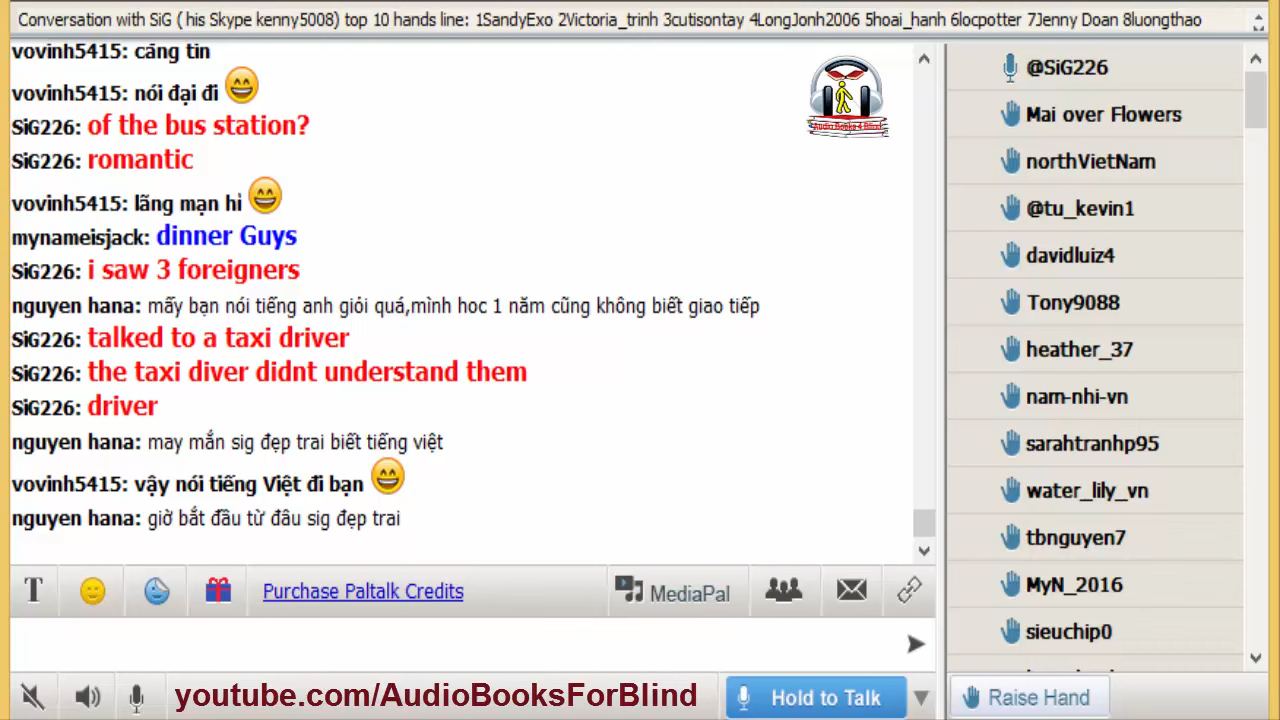 Conversation with SiG ( his Skype kenny5008) top 10 hands line: 1SandyExo 2Victoria_trinh 3cutisontay 4LongJonh2006 5hoai_hanh 6locpotter 7Jenny Doan 8luongthao
vovinh5415: căng tin
vovinh5415: nói đại đi
SiG226: of the bus station?
SiG226: romantic
vovinh5415: lãng mạn hỉ
mynameisjack: dinner Guys
SiG226: i saw 3 foreigners
nguyen hana: mấy bạn nói tiếng anh giỏi quá,mình hoc 1 năm cũng không biết giao tiếp
SiG226: talked to a taxi driver
SiG226: the taxi diver didnt understand them
SiG226: driver
nguyen hana: may mắn sig đẹp trai biết tiếng việt
vovinh5415: vậy nói tiếng Việt đi bạn
nguyen hana: giờ bắt đầu từ đâu sig đẹp trai
Audio Books 4 Blind
@SiG226
Mai over Flowers
northVietNam
@tu_kevin1
davidluiz4
Tony9088
heather_37
nam-nhi-vn
sarahtranhp95
water_lily_vn
tbnguyen7
MyN_2016
sieuchip0
T
Purchase Paltalk Credits
MediaPal
youtube.com/AudioBooksForBlind
Hold to Talk
Raise Hand